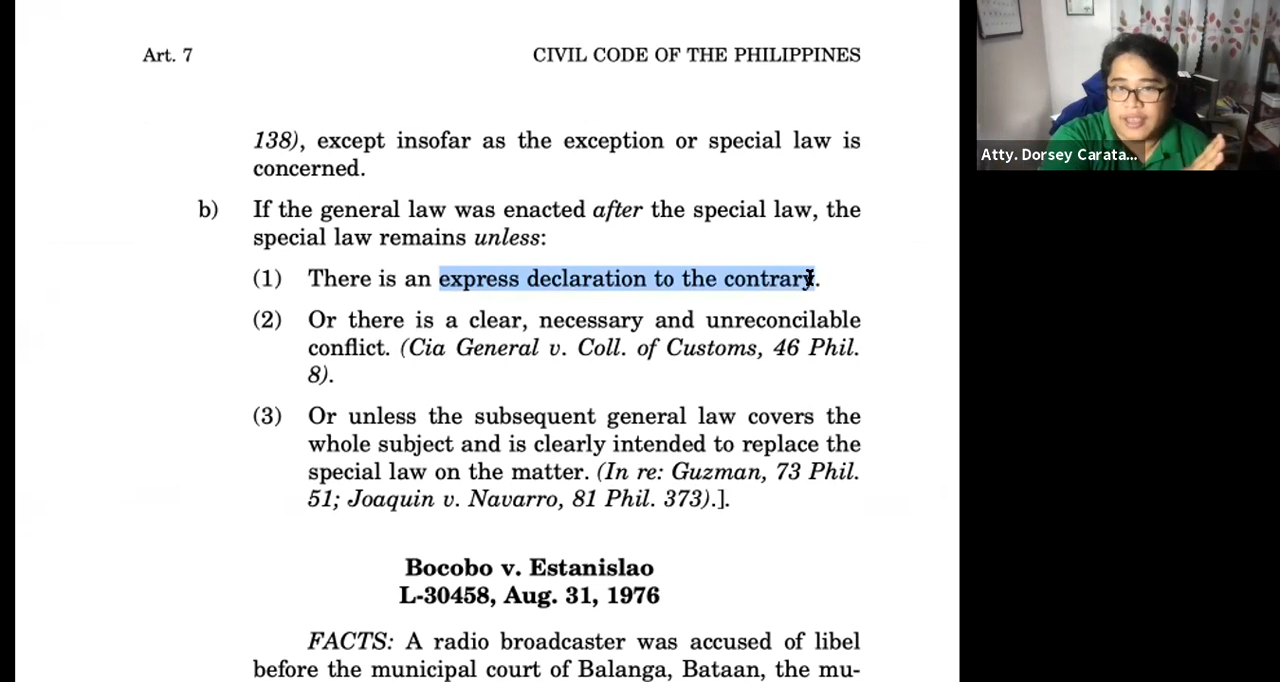 Art. 7
CIVIL CODE OF THE PHILIPPINES
138), except insofar as the exception or special law is
concerned.
b) If the general law was enacted after the special law, the
special law remains unless:
(1) There is an express declaration to the contrary.
(2) Or there is a clear, necessary and unreconcilable
conflict. (Cia General v. Coll. of Customs, 46 Phil.
8).
(3) Or unless the subsequent general law covers the
whole subject and is clearly intended to replace the
special law on the matter. (In re: Guzman, 73 Phil.
51; Joaquin v. Navarro, 81 Phil. 373).].
Bocobo v. Estanislao
L-30458, Aug. 31, 1976
FACTS: A radio broadcaster was accused of libel
before the municipal court of Balanga, Bataan, the mu-
Atty. Dorsey Carata...